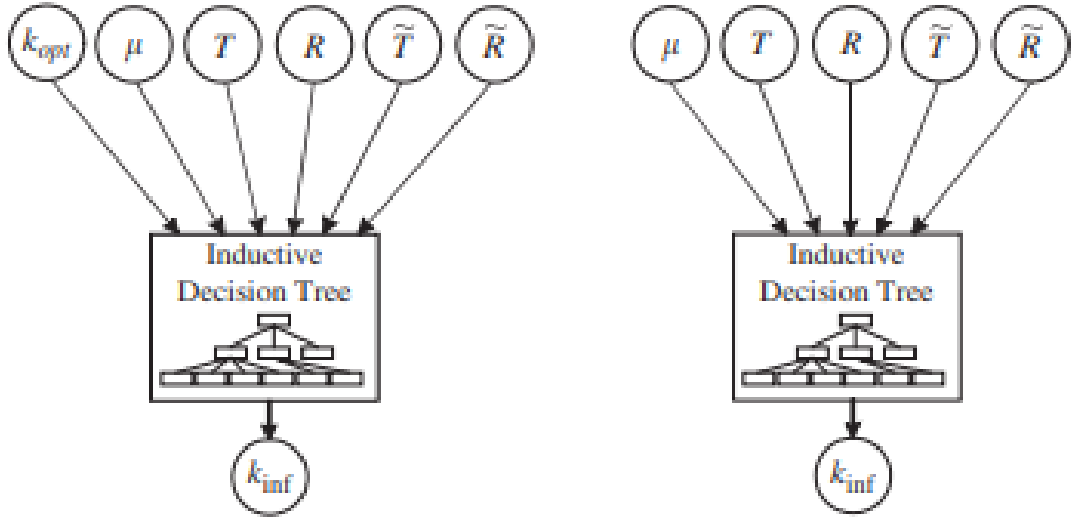 k_opt μ T R T̃ R̃
μ T R T̃ R̃
Inductive
Decision Tree
k_inf
Inductive
Decision Tree
k_inf